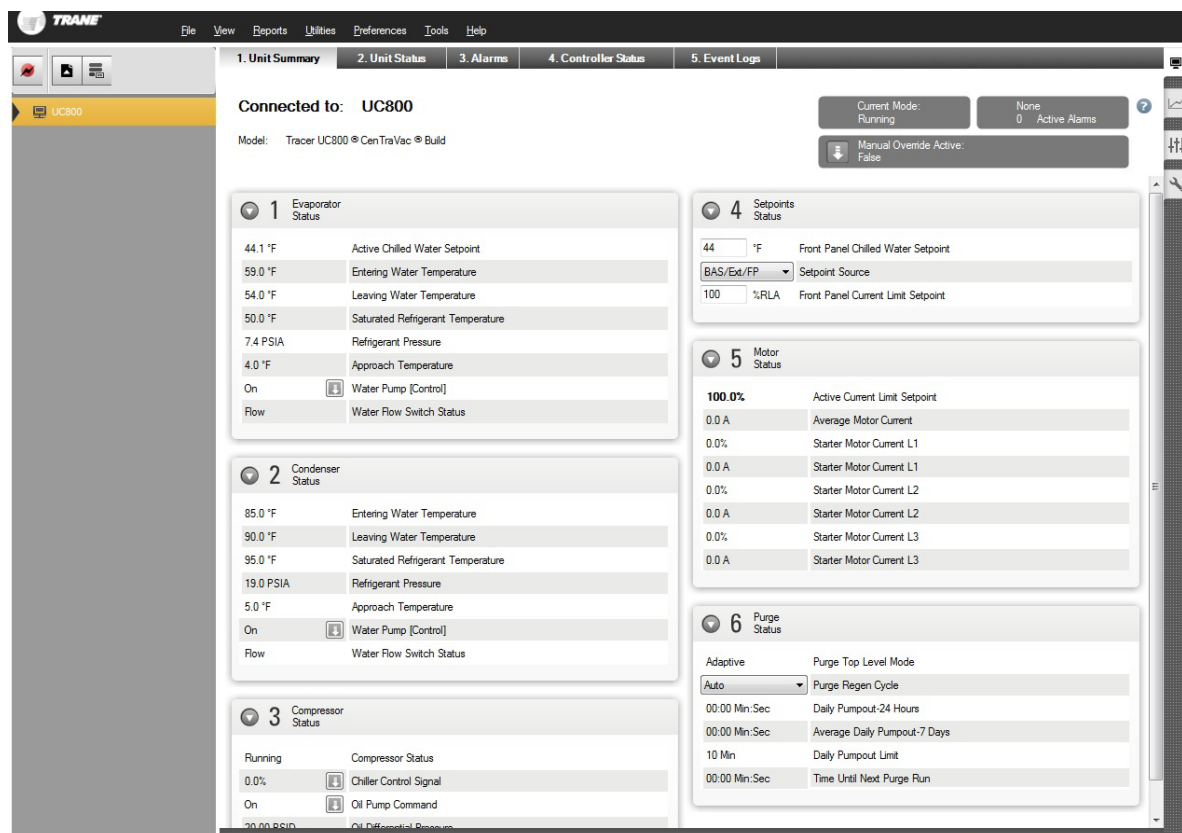 TRANE
File View Reports Utilities Preferences Tools Help
1. Unit Summary 2. Unit Status 3. Alarms 4. Controller Status 5. Event Logs
UC800
Connected to: UC800
Model: Tracer UC800 ® CenTraVac ® Build
Current Mode:
Running
None
0 Active Alarms
?
Manual Override Active:
False
1 Evaporator
Status
44.1 °F Active Chilled Water Setpoint
59.0 °F Entering Water Temperature
54.0 °F Leaving Water Temperature
50.0 °F Saturated Refrigerant Temperature
7.4 PSIA Refrigerant Pressure
4.0 °F Approach Temperature
On Water Pump [Control]
Flow Water Flow Switch Status
2 Condenser
Status
85.0 °F Entering Water Temperature
90.0 °F Leaving Water Temperature
95.0 °F Saturated Refrigerant Temperature
19.0 PSIA Refrigerant Pressure
5.0 °F Approach Temperature
On Water Pump [Control]
Flow Water Flow Switch Status
3 Compressor
Status
Running Compressor Status
0.0% Chiller Control Signal
On Oil Pump Command
20.00 PSID Oil Differential Pressure
4 Setpoints
Status
44 °F Front Panel Chilled Water Setpoint
BAS/Ext/FP Setpoint Source
100 %RLA Front Panel Current Limit Setpoint
5 Motor
Status
100.0% Active Current Limit Setpoint
0.0 A Average Motor Current
0.0% Starter Motor Current L1
0.0 A Starter Motor Current L1
0.0% Starter Motor Current L2
0.0 A Starter Motor Current L2
0.0% Starter Motor Current L3
0.0 A Starter Motor Current L3
6 Purge
Status
Adaptive Purge Top Level Mode
Auto Purge Regen Cycle
00:00 Min:Sec Daily Pumpout-24 Hours
00:00 Min:Sec Average Daily Pumpout-7 Days
10 Min Daily Pumpout Limit
00:00 Min:Sec Time Until Next Purge Run